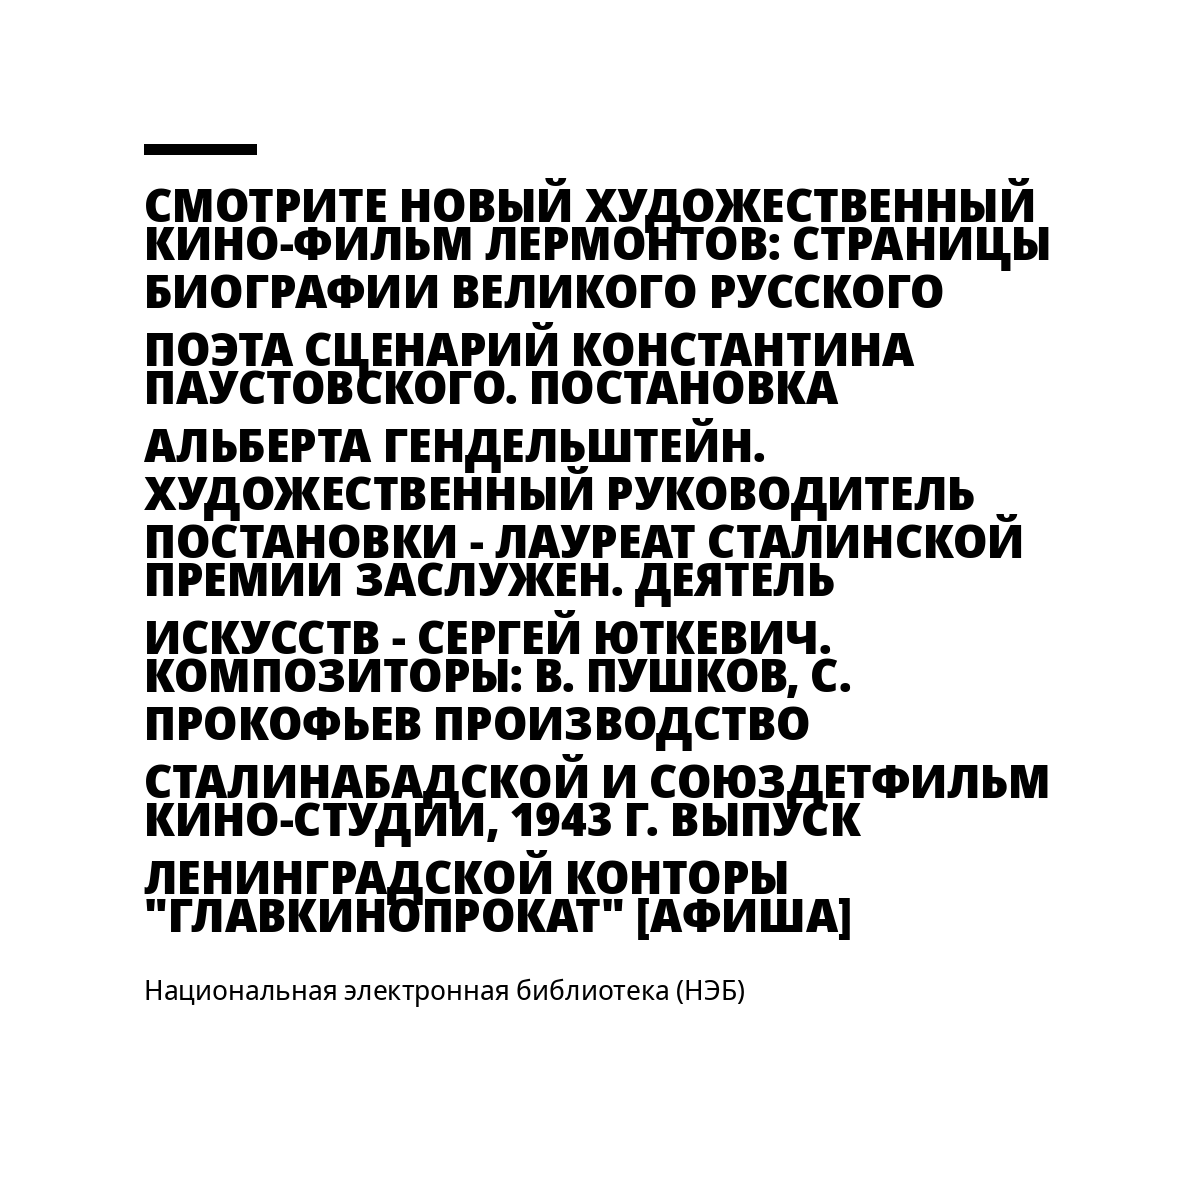 СМОТРИТЕ НОВЫЙ ХУДОЖЕСТВЕННЫЙ
КИНО-ФИЛЬМ ЛЕРМОНТОВ: СТРАНИЦЫ
БИОГРАФИИ ВЕЛИКОГО РУССКОГО
ПОЭТА СЦЕНАРИЙ КОНСТАНТИНА
ПАУСТОВСКОГО. ПОСТАНОВКА
АЛЬБЕРТА ГЕНДЕЛЬШТЕЙН.
ХУДОЖЕСТВЕННЫЙ РУКОВОДИТЕЛЬ
ПОСТАНОВКИ - ЛАУРЕАТ СТАЛИНСКОЙ
ПРЕМИИ ЗАСЛУЖЕН. ДЕЯТЕЛЬ
ИСКУССТВ - СЕРГЕЙ ЮТКЕВИЧ.
КОМПОЗИТОРЫ: В. ПУШКОВ, С.
ПРОКОФЬЕВ ПРОИЗВОДСТВО
СТАЛИНАБАДСКОЙ И СОЮЗДЕТФИЛЬМ
КИНО-СТУДИИ, 1943 Г. ВЫПУСК
ЛЕНИНГРАДСКОЙ КОНТОРЫ
"ГЛАВКИНОПРОКАТ" [АФИША]
Национальная электронная библиотека (НЭБ)